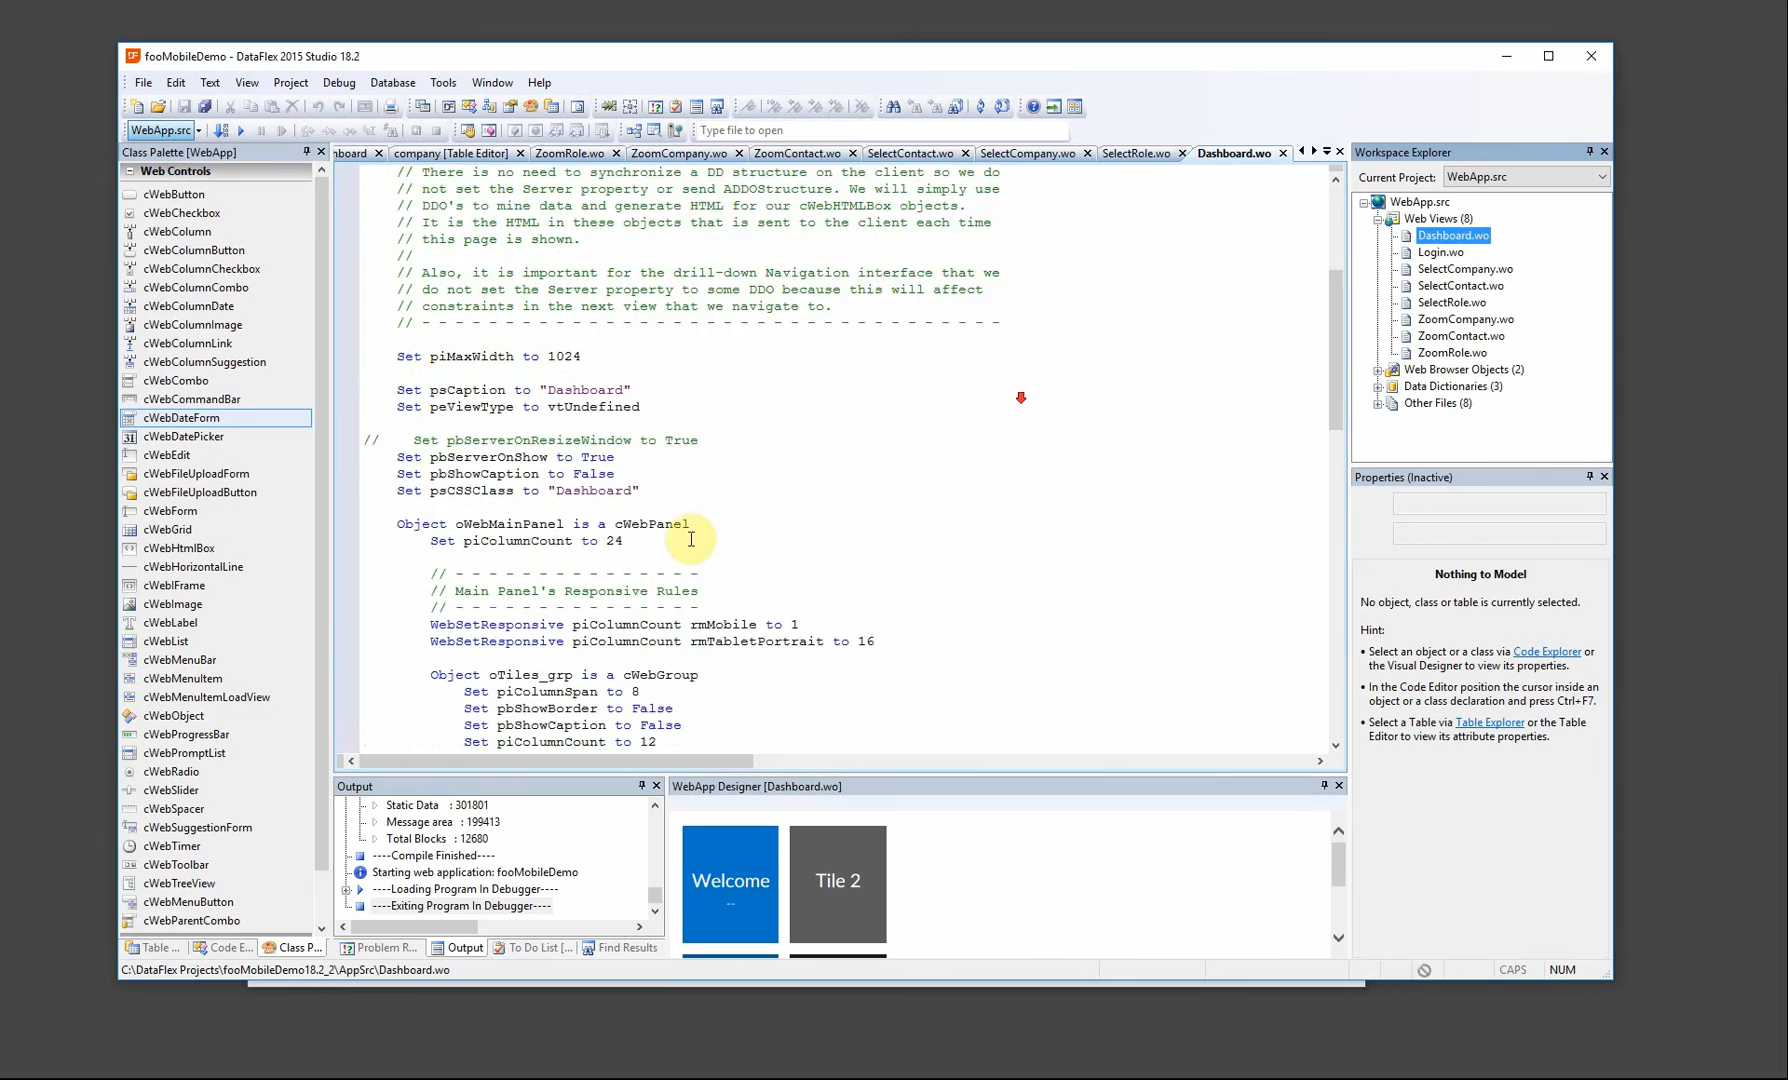 fooMobileDemo - DataFlex 2015 Studio 18.2
File Edit Text View Project Debug Database Tools Window Help
WebApp.src
Type file to open
Class Palette [WebApp]
Web Controls
cWebButton
cWebCheckbox
cWebColumn
cWebColumnButton
cWebColumnCheckbox
cWebColumnCombo
cWebColumnDate
cWebColumnImage
cWebColumnLink
cWebColumnSuggestion
cWebCombo
cWebCommandBar
cWebDateForm
cWebDatePicker
cWebEdit
cWebFileUploadForm
cWebFileUploadButton
cWebForm
cWebGrid
cWebHtmlBox
cWebHorizontalLine
cWebIFrame
cWebImage
cWebLabel
cWebList
cWebMenuBar
cWebMenuItem
cWebMenuItemLoadView
cWebObject
cWebProgressBar
cWebPromptList
cWebRadio
cWebSlider
cWebSpacer
cWebSuggestionForm
cWebTimer
cWebToolbar
cWebTreeView
cWebMenuButton
cWebParentCombo
Table ... Code E... Class P...
hboard company [Table Editor] ZoomRole.wo ZoomCompany.wo ZoomContact.wo SelectContact.wo SelectCompany.wo SelectRole.wo Dashboard.wo
// There is no need to synchronize a DD structure on the client so we do
// not set the Server property or send ADDOStructure. We will simply use
// DDO's to mine data and generate HTML for our cWebHTMLBox objects.
// It is the HTML in these objects that is sent to the client each time
// this page is shown.
//
// Also, it is important for the drill-down Navigation interface that we
// do not set the Server property to some DDO because this will affect
// constraints in the next view that we navigate to.
// - - - - - - - - - - - - - - - - - - - - - - - - - - - - - - - - - - -
Set piMaxWidth to 1024
Set psCaption to "Dashboard"
Set peViewType to vtUndefined
// Set pbServerOnResizeWindow to True
Set pbServerOnShow to True
Set pbShowCaption to False
Set psCSSClass to "Dashboard"
Object oWebMainPanel is a cWebPanel
Set piColumnCount to 24
// - - - - - - - - - - - - - - -
// Main Panel's Responsive Rules
// - - - - - - - - - - - - - - -
WebSetResponsive piColumnCount rmMobile to 1
WebSetResponsive piColumnCount rmTabletPortrait to 16
Object oTiles_grp is a cWebGroup
Set piColumnSpan to 8
Set pbShowBorder to False
Set pbShowCaption to False
Set piColumnCount to 12
Output
Static Data : 301801
Message area : 199413
Total Blocks : 12680
----Compile Finished----
Starting web application: fooMobileDemo
----Loading Program In Debugger----
----Exiting Program In Debugger----
Problem R... Output To Do List [... Find Results
WebApp Designer [Dashboard.wo]
Welcome
--
Tile 2
Workspace Explorer
Current Project: WebApp.src
WebApp.src
Web Views (8)
Dashboard.wo
Login.wo
SelectCompany.wo
SelectContact.wo
SelectRole.wo
ZoomCompany.wo
ZoomContact.wo
ZoomRole.wo
Web Browser Objects (2)
Data Dictionaries (3)
Other Files (8)
Properties (Inactive)
Nothing to Model
No object, class or table is currently selected.
Hint:
• Select an object or a class via Code Explorer or
the Visual Designer to view its properties.
• In the Code Editor position the cursor inside an
object or a class declaration and press Ctrl+F7.
• Select a Table via Table Explorer or the Table
Editor to view its attribute properties.
C:\DataFlex Projects\fooMobileDemo18.2_2\AppSrc\Dashboard.wo
CAPS NUM